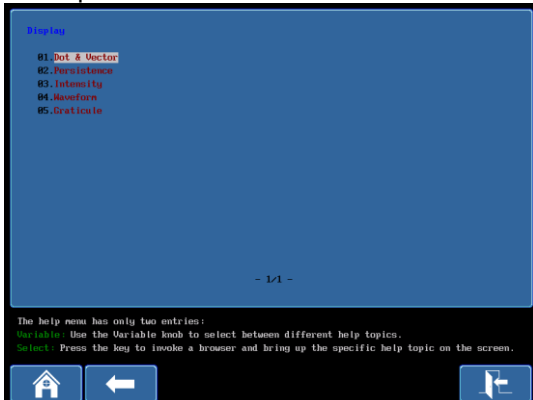 Display
01.Dot & Vector
02.Persistence
03.Intensity
04.Waveform
05.Graticule
- 1/1 -
The help menu has only two entries:
Variable: Use the Variable knob to select between different help topics.
Select: Press the key to invoke a browser and bring up the specific help topic on the screen.